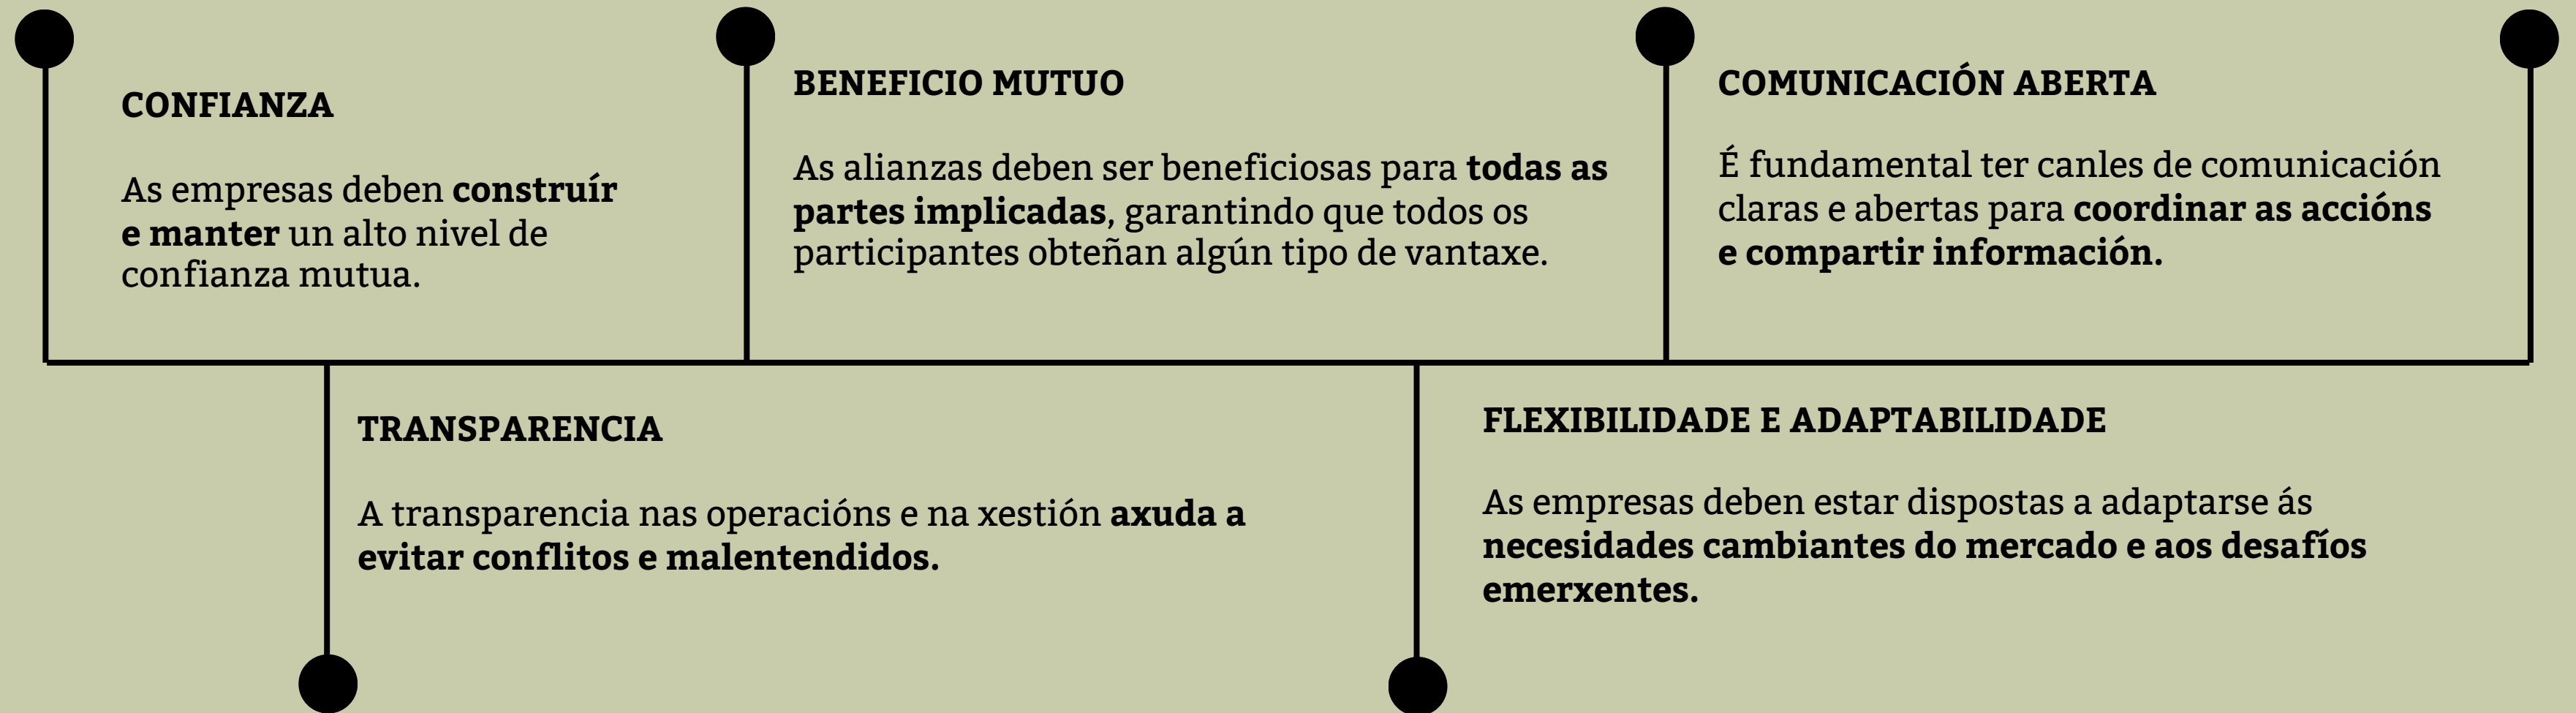 CONFIANZA
As empresas deben construír
e manter un alto nivel de
confianza mutua.
BENEFICIO MUTUO
As alianzas deben ser beneficiosas para todas as
partes implicadas, garantindo que todos os
participantes obteñan algún tipo de vantaxe.
COMUNICACIÓN ABERTA
É fundamental ter canles de comunicación
claras e abertas para coordinar as accións
e compartir información.
TRANSPARENCIA
A transparencia nas operacións e na xestión axuda a
evitar conflitos e malentendidos.
FLEXIBILIDADE E ADAPTABILIDADE
As empresas deben estar dispostas a adaptarse ás
necesidades cambiantes do mercado e aos desafíos
emerxentes.